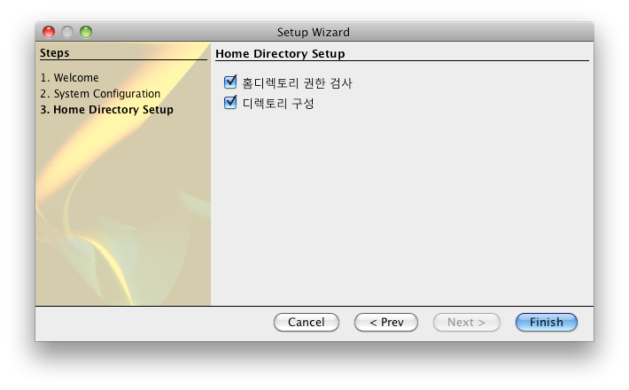 Setup Wizard
Steps
1. Welcome
2. System Configuration
3. Home Directory Setup
Home Directory Setup
홈디렉토리 권한 검사
디렉토리 구성
Cancel
< Prev
Next >
Finish